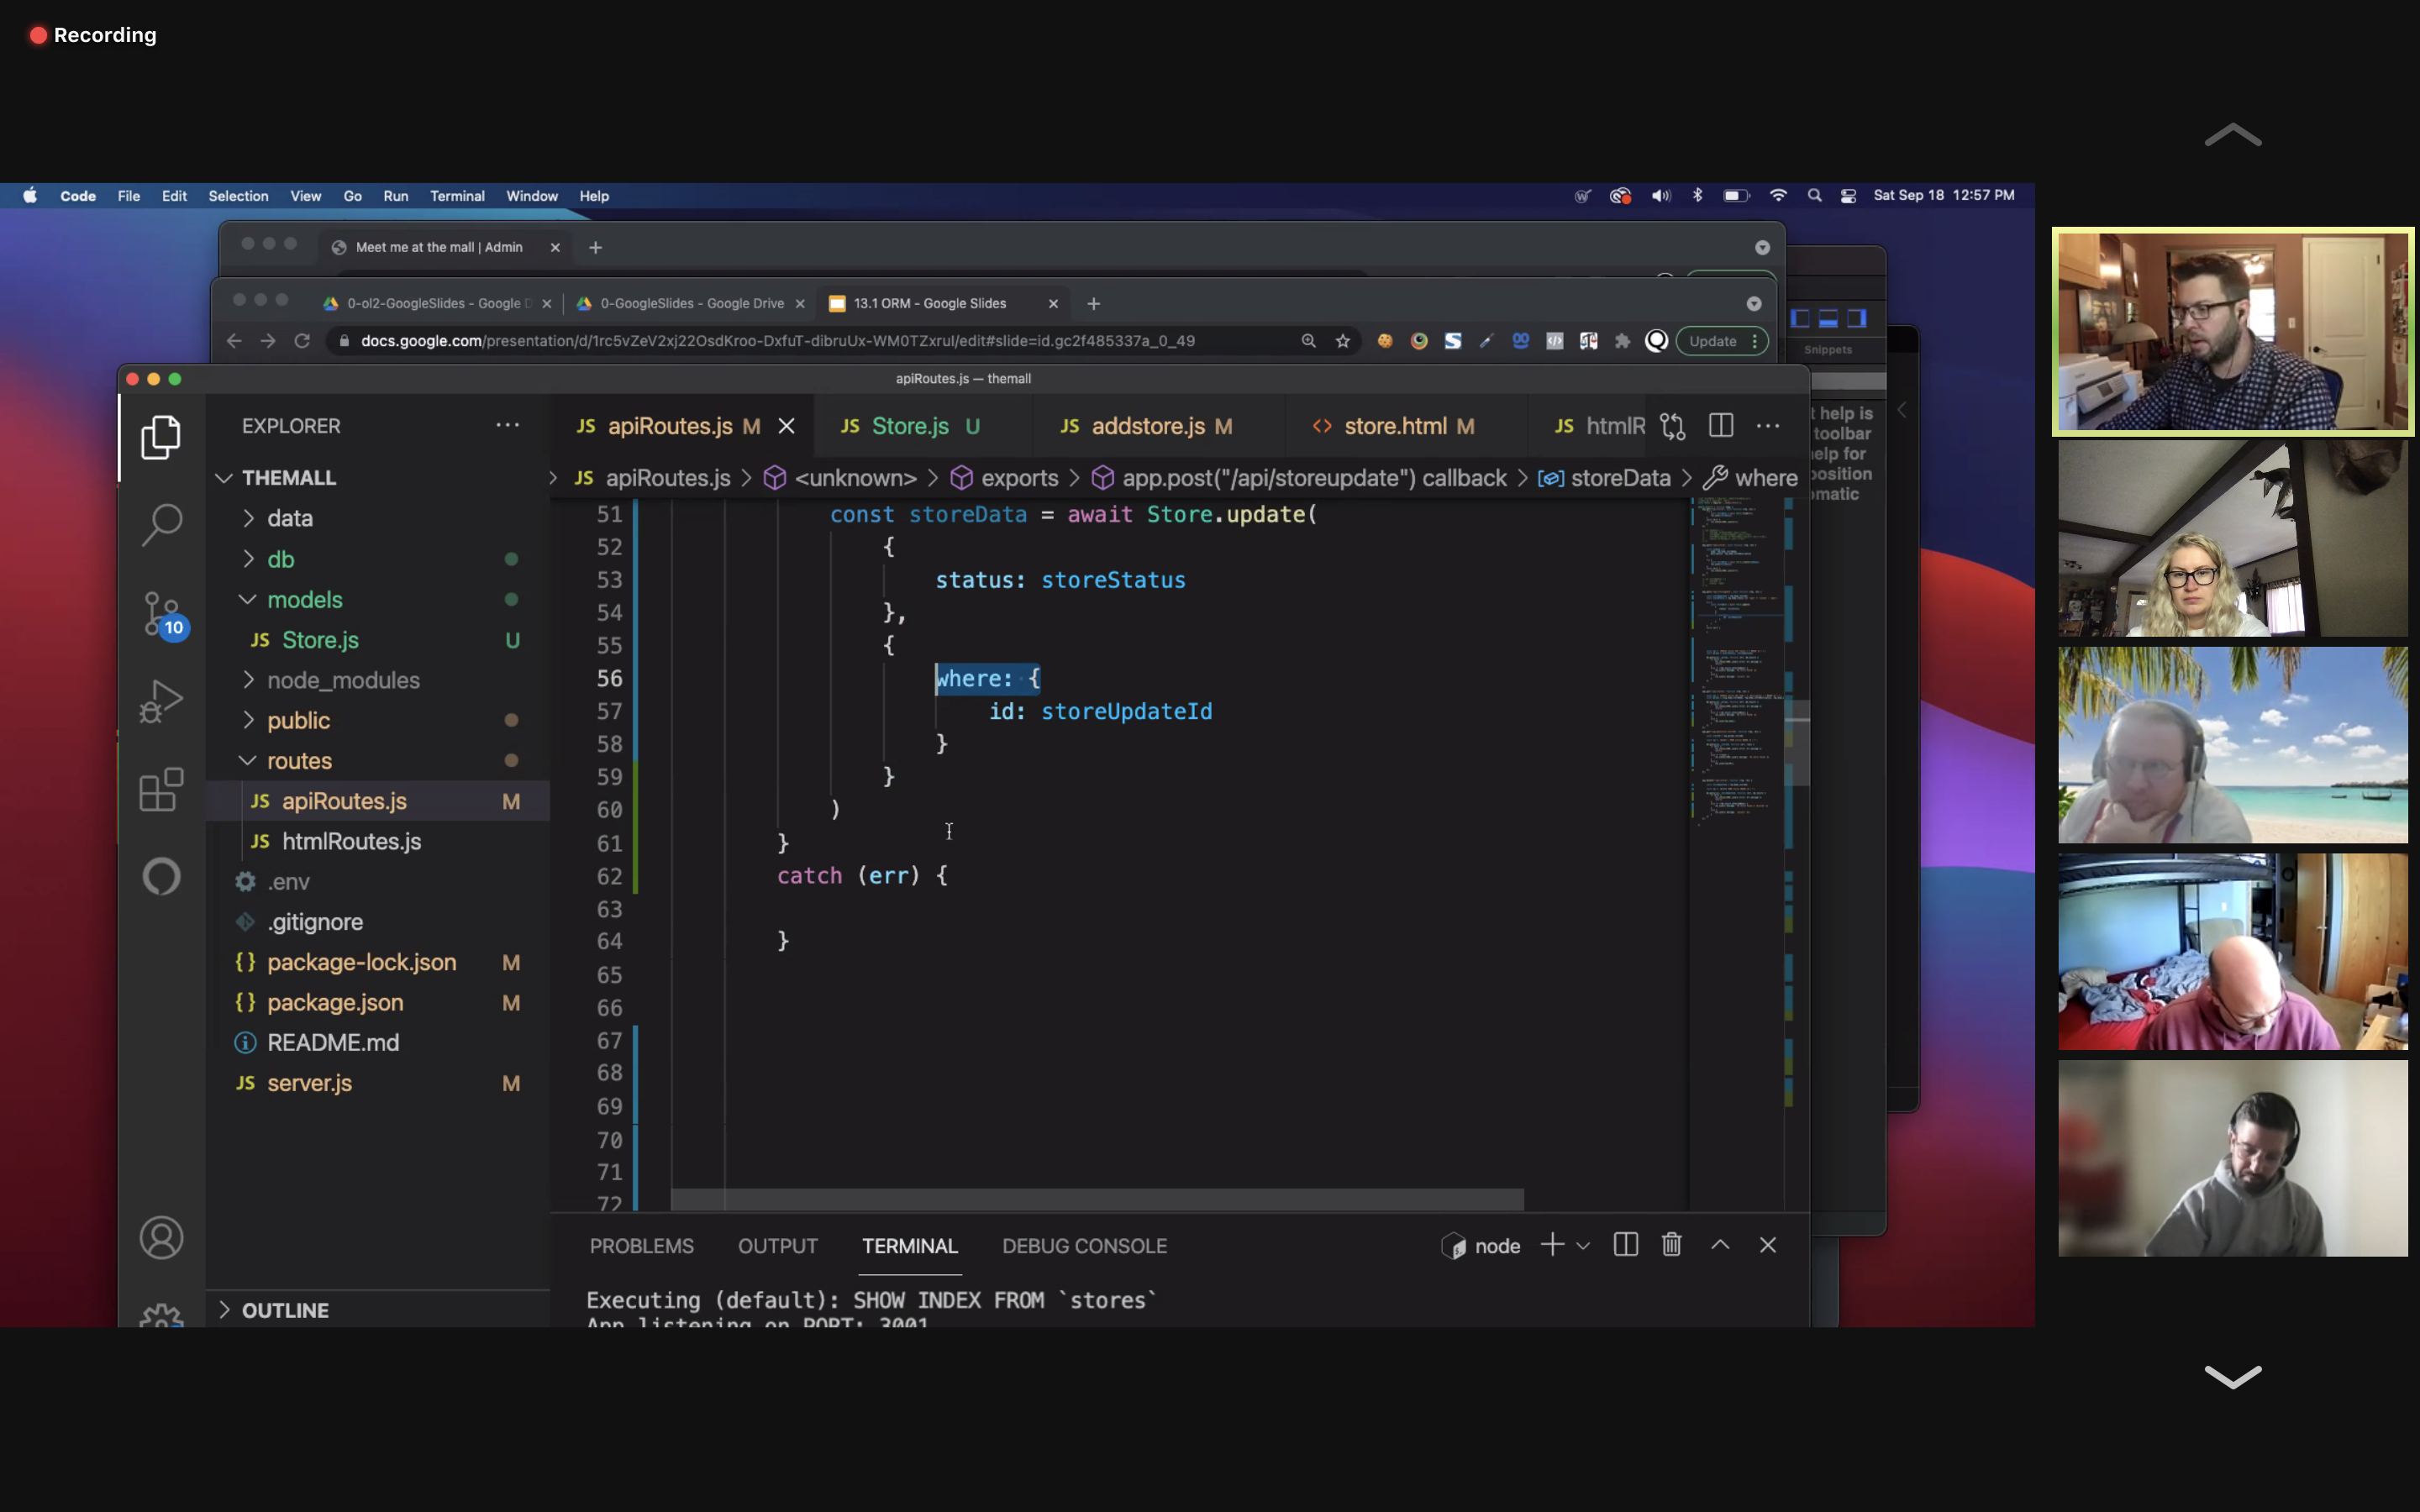 Recording
Code File Edit Selection View Go Run Terminal Window Help Sat Sep 18 12:57 PM
Meet me at the mall | Admin
0-ol2-GoogleSlides - Google D 0-GoogleSlides - Google Drive 13.1 ORM - Google Slides
docs.google.com/presentation/d/1rc5vZeV2xj22OsdKroo-DxfuT-dibruUx-WM0TZxruI/edit#slide=id.gc2f485337a_0_49 Update
Snippets
apiRoutes.js — themall
t help is
toolbar
elp for
osition
matic
EXPLORER
JS apiRoutes.js M JS Store.js U JS addstore.js M <> store.html M JS htmlR
JS apiRoutes.js > <unknown> > exports > app.post("/api/storeupdate") callback > storeData > where
THEMALL
data
db
models
JS Store.js U
node_modules
public
routes
JS apiRoutes.js M
JS htmlRoutes.js
.env
.gitignore
{} package-lock.json M
{} package.json M
README.md
JS server.js M
OUTLINE
10
51 const storeData = await Store.update(
52 {
53 status: storeStatus
54 },
55 {
56 where: {
57 id: storeUpdateId
58 }
59 }
60 )
61 }
62 catch (err) {
63
64 }
65
66
67
68
69
70
71
72
PROBLEMS OUTPUT TERMINAL DEBUG CONSOLE node
Executing (default): SHOW INDEX FROM `stores`
App listening on PORT: 3001